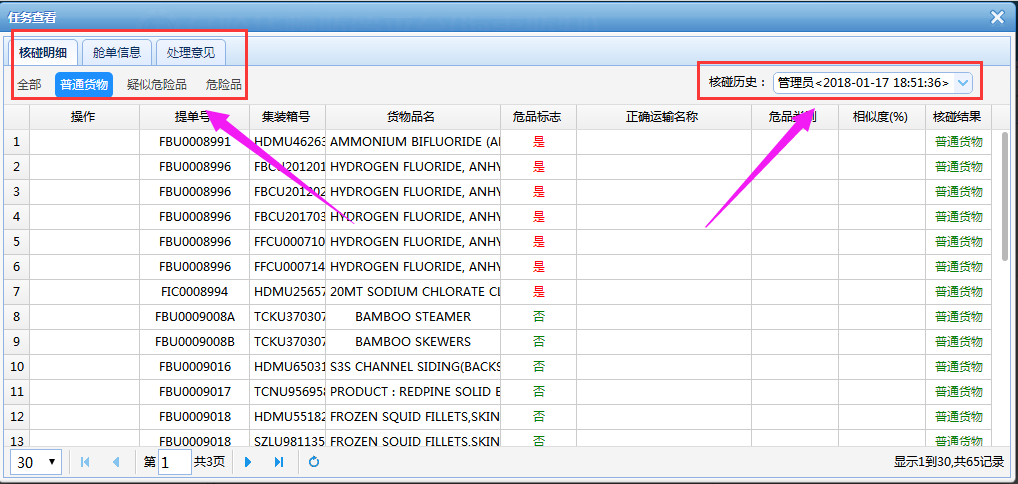 任务查看
核碰明细 舱单信息 处理意见
全部 普通货物 疑似危险品 危险品 核碰历史： 管理员<2018-01-17 18:51:36>
操作 提单号 集装箱号 货物品名 危品标志 正确运输名称 危品类别 相似度(%) 核碰结果
1 FBU0008991 HDMU46263 AMMONIUM BIFLUORIDE (AI 是 普通货物
2 FBU0008996 FBCU201201 HYDROGEN FLUORIDE, ANHY 是 普通货物
3 FBU0008996 FBCU201202 HYDROGEN FLUORIDE, ANHY 是 普通货物
4 FBU0008996 FBCU201703 HYDROGEN FLUORIDE, ANHY 是 普通货物
5 FBU0008996 FFCU000710 HYDROGEN FLUORIDE, ANHY 是 普通货物
6 FBU0008996 FFCU000714 HYDROGEN FLUORIDE, ANHY 是 普通货物
7 FIC0008994 HDMU25657 20MT SODIUM CHLORATE CL 是 普通货物
8 FBU0009008A TCKU370307 BAMBOO STEAMER 否 普通货物
9 FBU0009008B TCKU370307 BAMBOO SKEWERS 否 普通货物
10 FBU0009016 HDMU65031 S3S CHANNEL SIDING(BACKS 否 普通货物
11 FBU0009017 TCNU956958 PRODUCT : REDPINE SOLID E 否 普通货物
12 FBU0009018 HDMU55182 FROZEN SQUID FILLETS,SKIN 否 普通货物
13 FBU0009018 SZLU981135 FROZEN SQUID FILLETS,SKIN 否 普通货物
30 第 1 共3页 显示1到30,共65记录